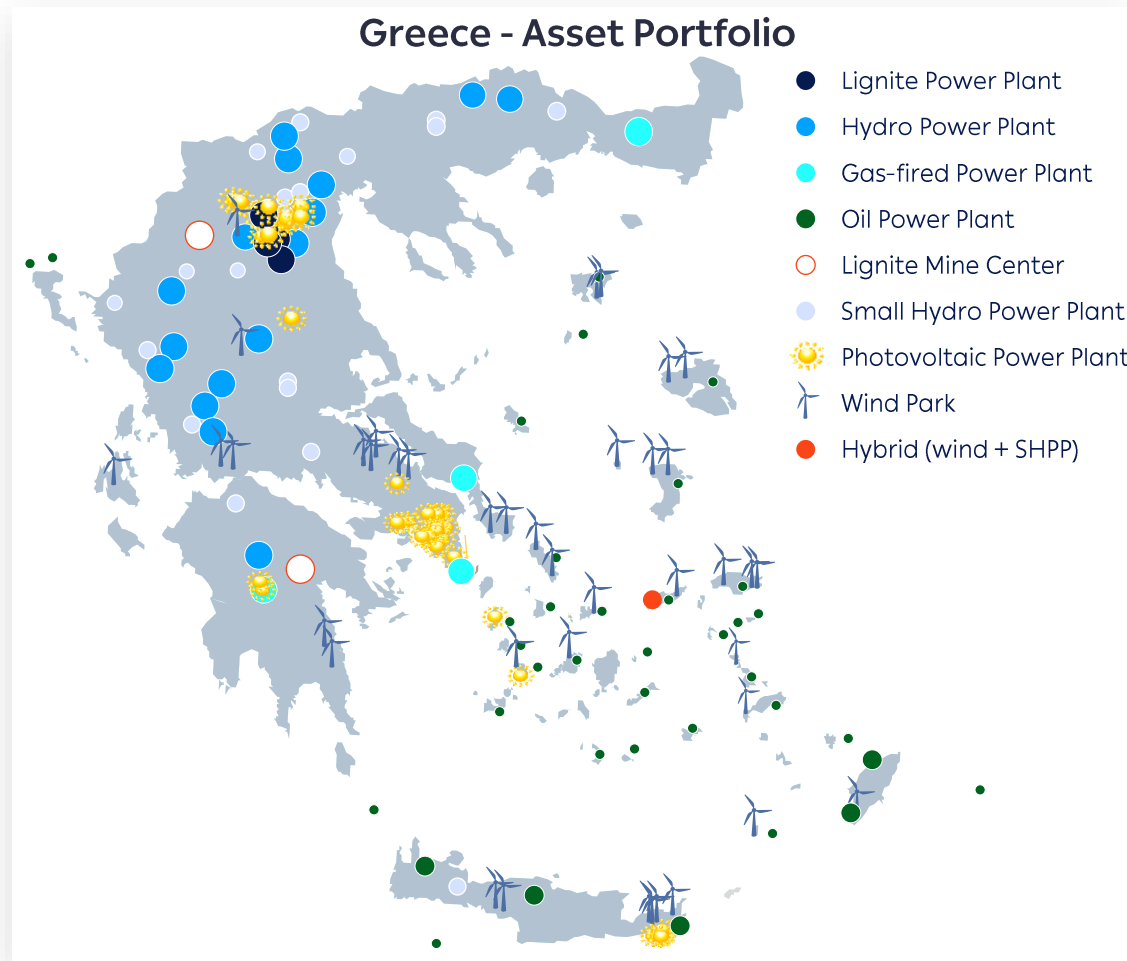 Greece - Asset Portfolio
Lignite Power Plant
Hydro Power Plant
Gas-fired Power Plant
Oil Power Plant
Lignite Mine Center
Small Hydro Power Plant
Photovoltaic Power Plant
Wind Park
Hybrid (wind + SHPP)